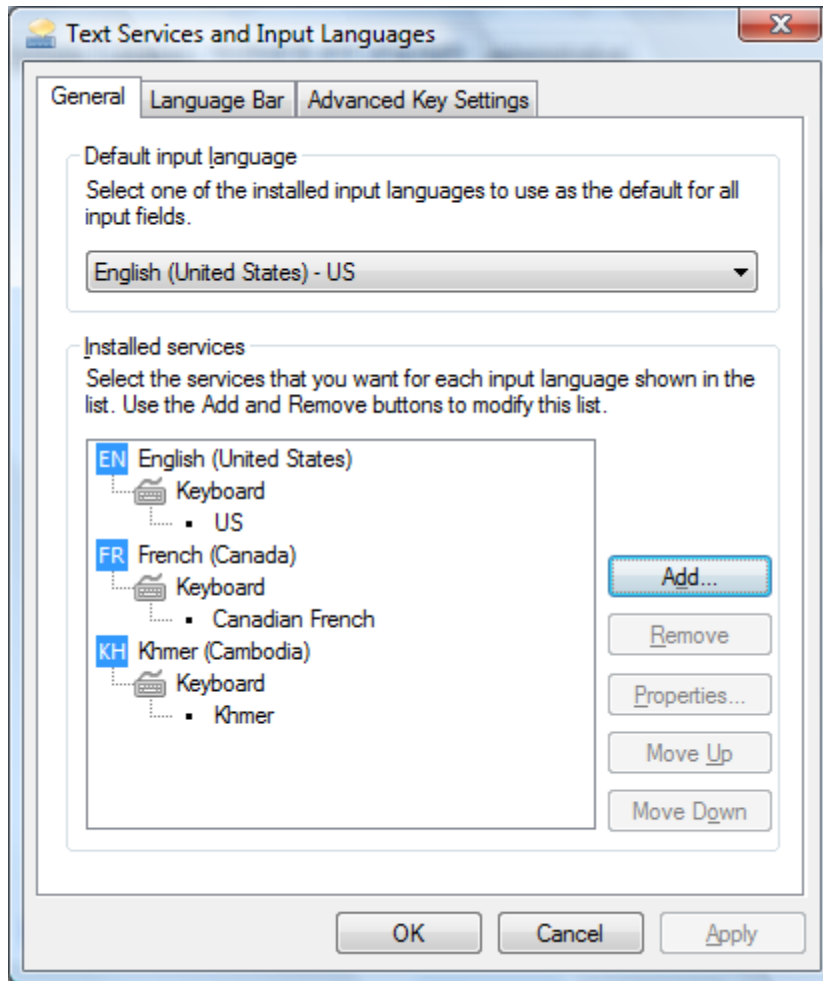 Text Services and Input Languages
General
Language Bar
Advanced Key Settings
Default input language
Select one of the installed input languages to use as the default for all
input fields.
English (United States) - US
Installed services
Select the services that you want for each input language shown in the
list. Use the Add and Remove buttons to modify this list.
EN English (United States)
Keyboard
US
FR French (Canada)
Keyboard
Canadian French
KH Khmer (Cambodia)
Keyboard
Khmer
Add...
Remove
Properties...
Move Up
Move Down
OK
Cancel
Apply